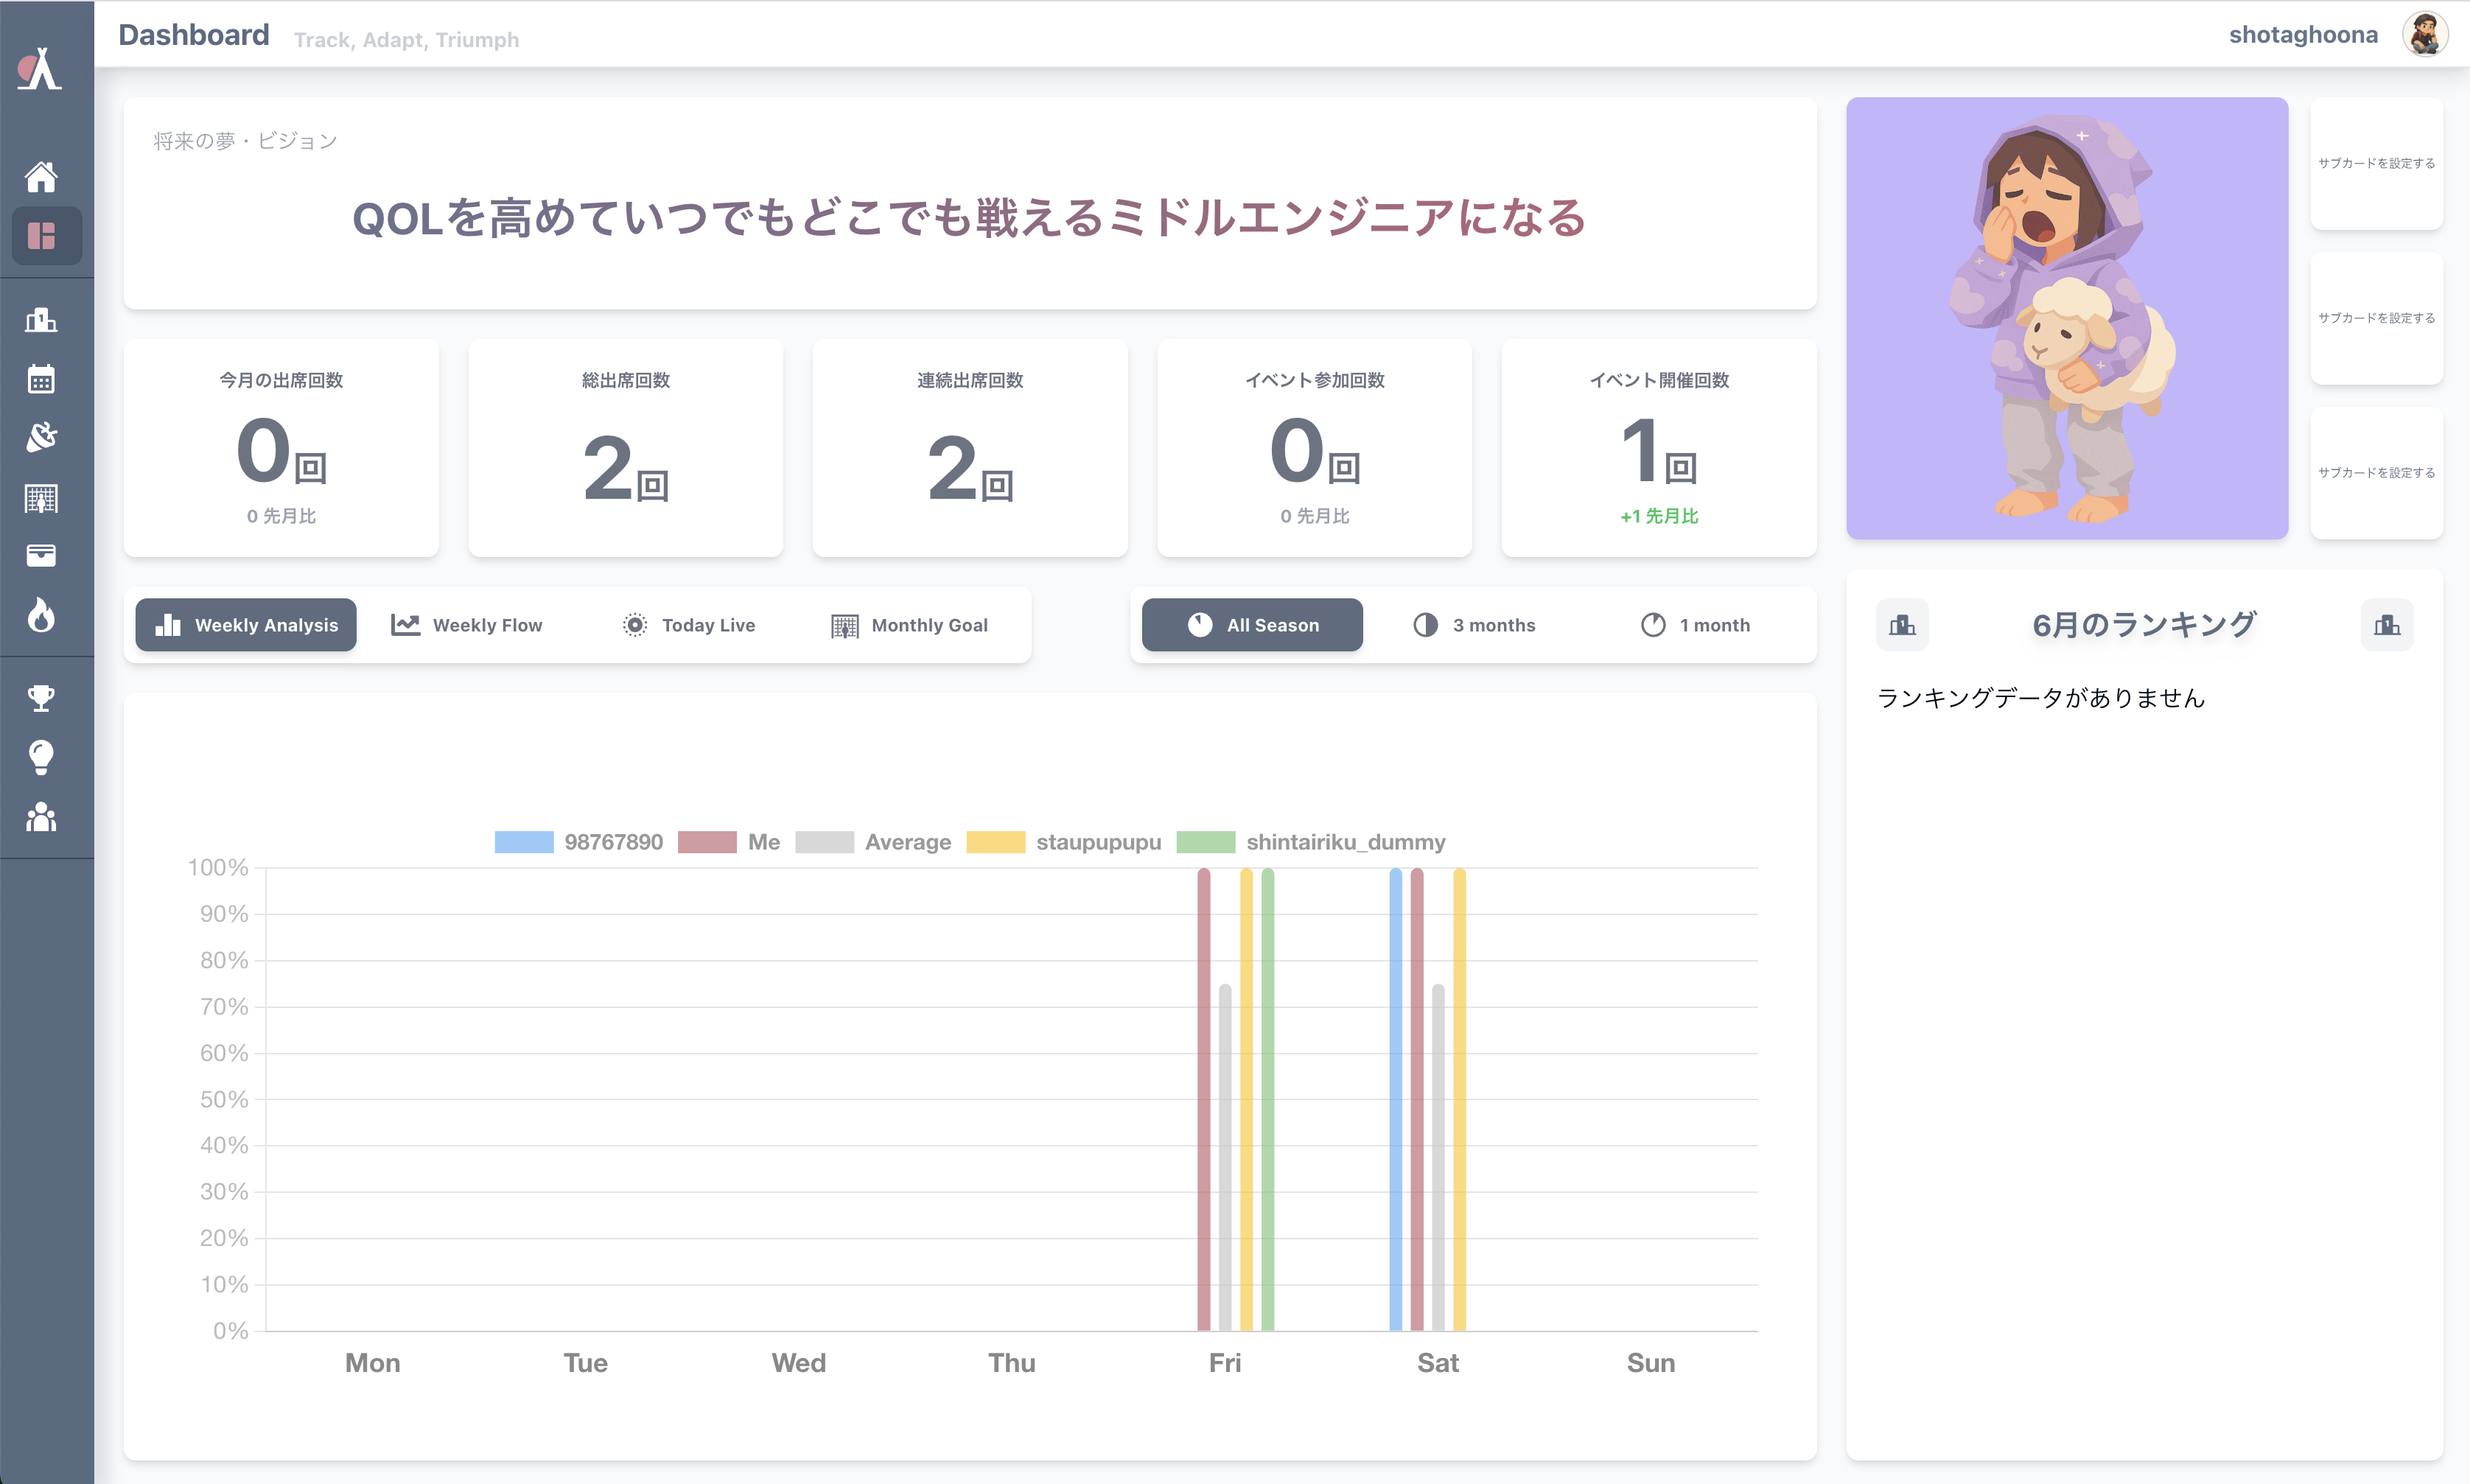 Dashboard
Track, Adapt, Triumph
shotaghoona
将来の夢・ビジョン
QOLを高めていつでもどこでも戦えるミドルエンジニアになる
サブカードを設定する
サブカードを設定する
サブカードを設定する
今月の出席回数
0回
0 先月比
総出席回数
2回
連続出席回数
2回
イベント参加回数
0回
0 先月比
イベント開催回数
1回
+1 先月比
Weekly Analysis
Weekly Flow
Today Live
Monthly Goal
All Season
3 months
1 month
6月のランキング
ランキングデータがありません
98767890
Me
Average
staupupupu
shintairiku_dummy
100%
90%
80%
70%
60%
50%
40%
30%
20%
10%
0%
Mon
Tue
Wed
Thu
Fri
Sat
Sun